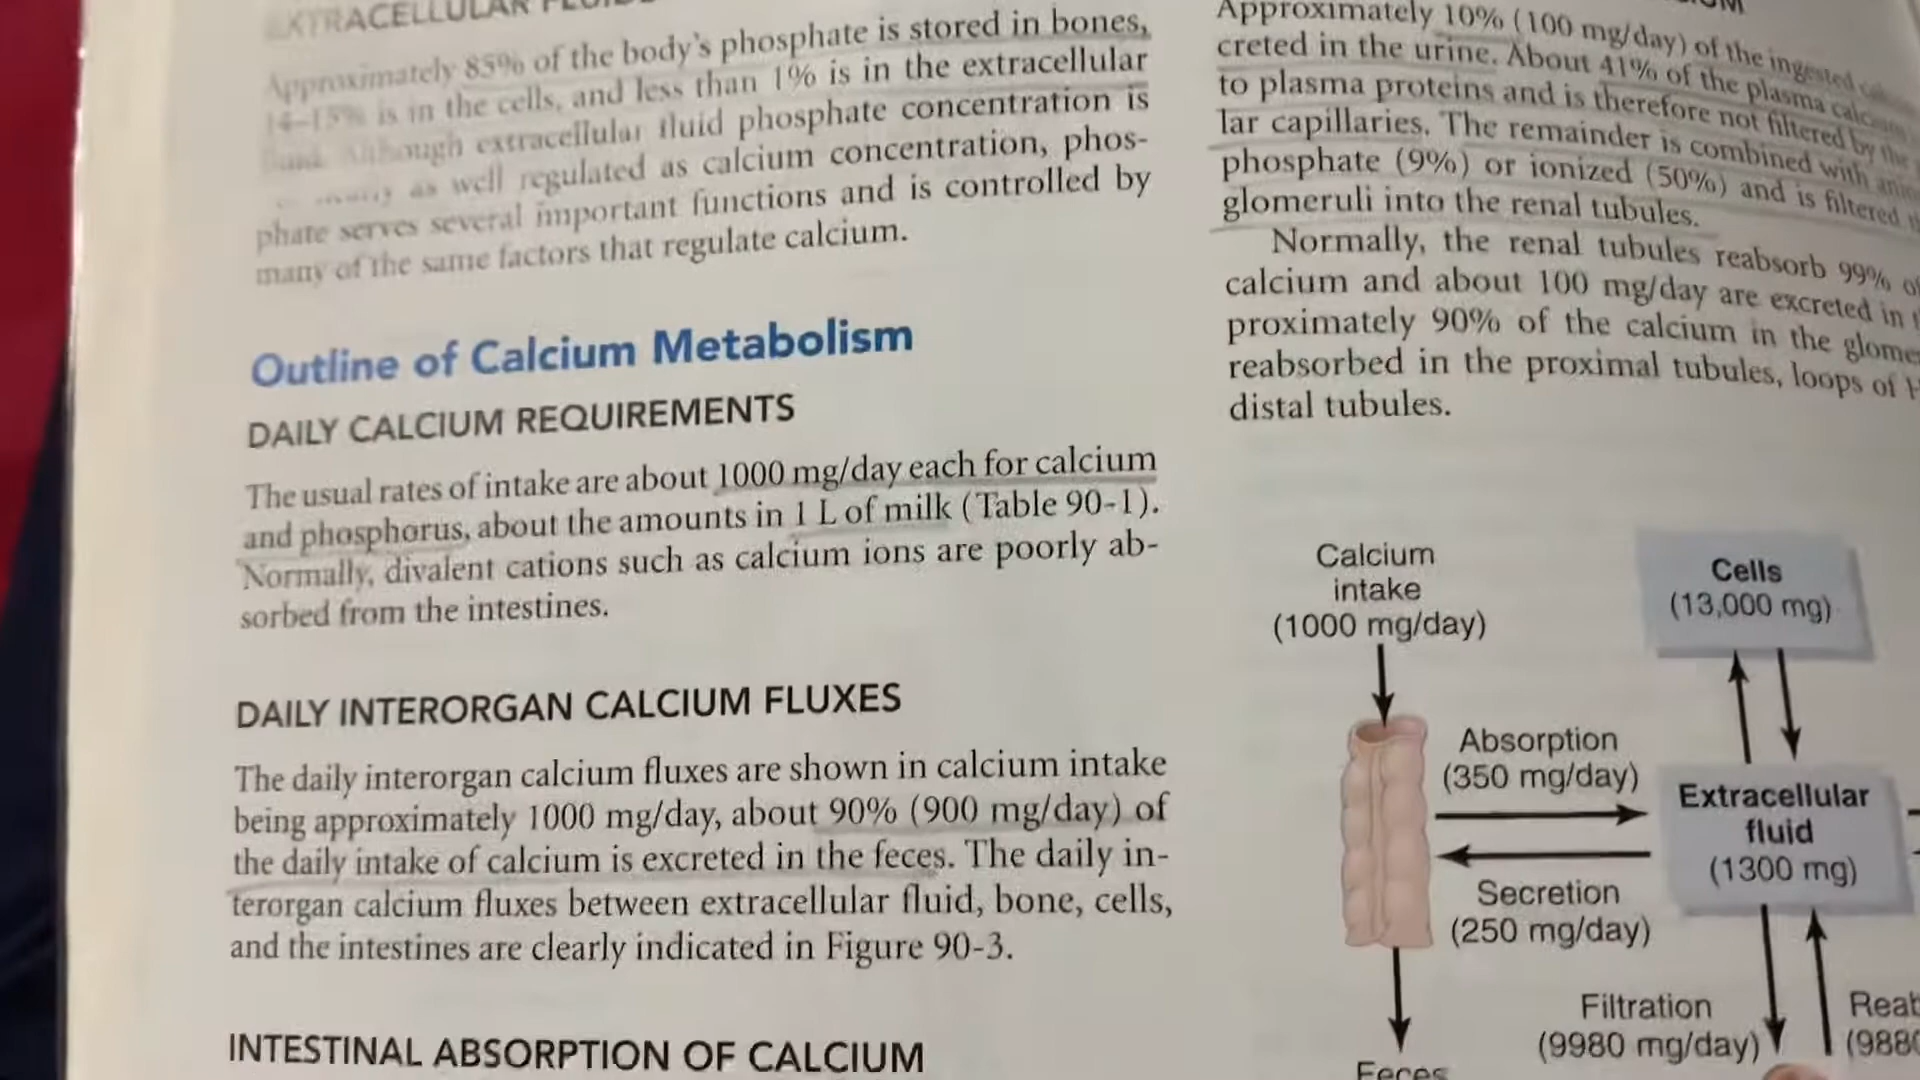 EXTRACELLULAR
Approximately 85% of the body's phosphate is stored in bones,
14–15% is in the cells, and less than 1% is in the extracellular
fluid. Although extracellular fluid phosphate concentration is
as well regulated as calcium concentration, phos-
phate serves several important functions and is controlled by
many of the same factors that regulate calcium.
Outline of Calcium Metabolism
DAILY CALCIUM REQUIREMENTS
The usual rates of intake are about 1000 mg/day each for calcium
and phosphorus, about the amounts in 1 L of milk (Table 90-1).
Normally, divalent cations such as calcium ions are poorly ab-
sorbed from the intestines.
DAILY INTERORGAN CALCIUM FLUXES
The daily interorgan calcium fluxes are shown in calcium intake
being approximately 1000 mg/day, about 90% (900 mg/day) of
the daily intake of calcium is excreted in the feces. The daily in-
terorgan calcium fluxes between extracellular fluid, bone, cells,
and the intestines are clearly indicated in Figure 90-3.
INTESTINAL ABSORPTION OF CALCIUM
Approximately 10% (100 mg/day) of the ingested
creted in the urine. About 41% of the plasma calcium
to plasma proteins and is therefore not filtered by the
lar capillaries. The remainder is combined with
phosphate (9%) or ionized (50%) and is filtered
glomeruli into the renal tubules.
Normally, the renal tubules reabsorb 99% of
calcium and about 100 mg/day are excreted in
proximately 90% of the calcium in the
reabsorbed in the proximal tubules, loops of
distal tubules.
Calcium
intake
(1000 mg/day)
Cells
(13,000 mg)
Absorption
(350 mg/day)
Extracellular
fluid
(1300 mg)
Secretion
(250 mg/day)
Filtration
(9980 mg/day)
Feces